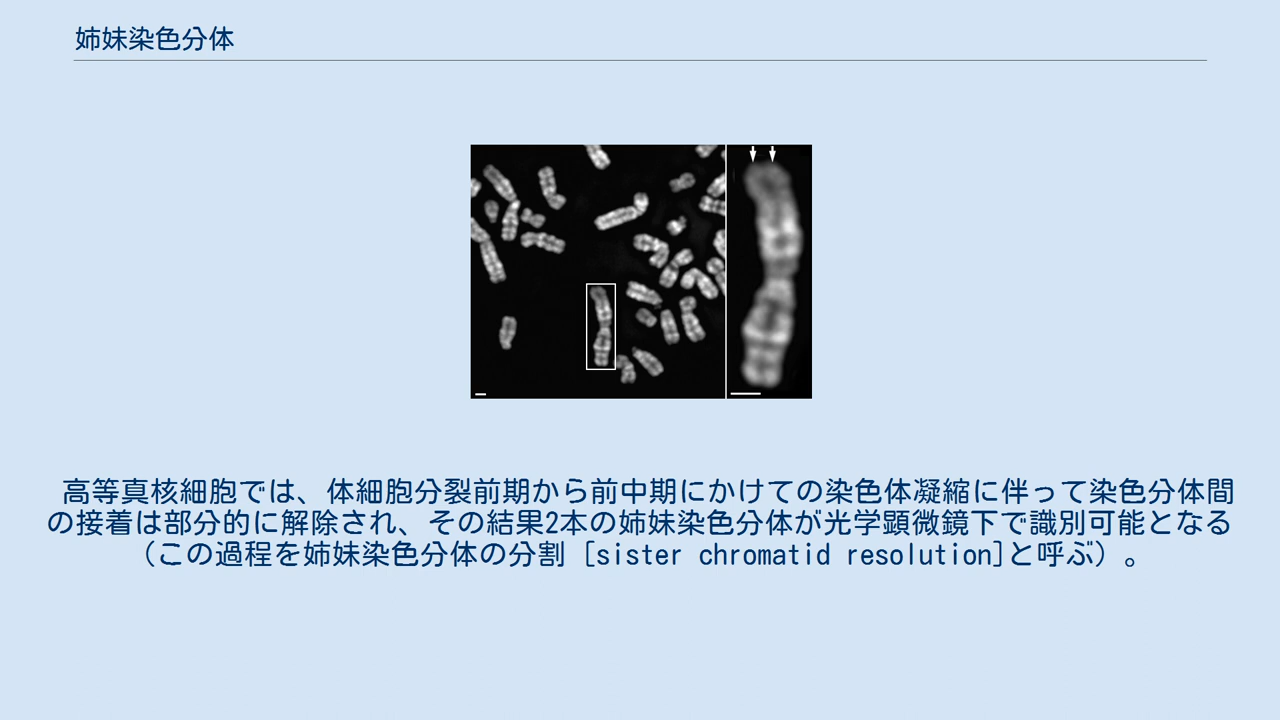 姉妹染色分体
高等真核細胞では、体細胞分裂前期から前中期にかけての染色体凝縮に伴って染色分体間
の接着は部分的に解除され、その結果2本の姉妹染色分体が光学顕微鏡下で識別可能となる
（この過程を姉妹染色分体の分割 [sister chromatid resolution]と呼ぶ）。